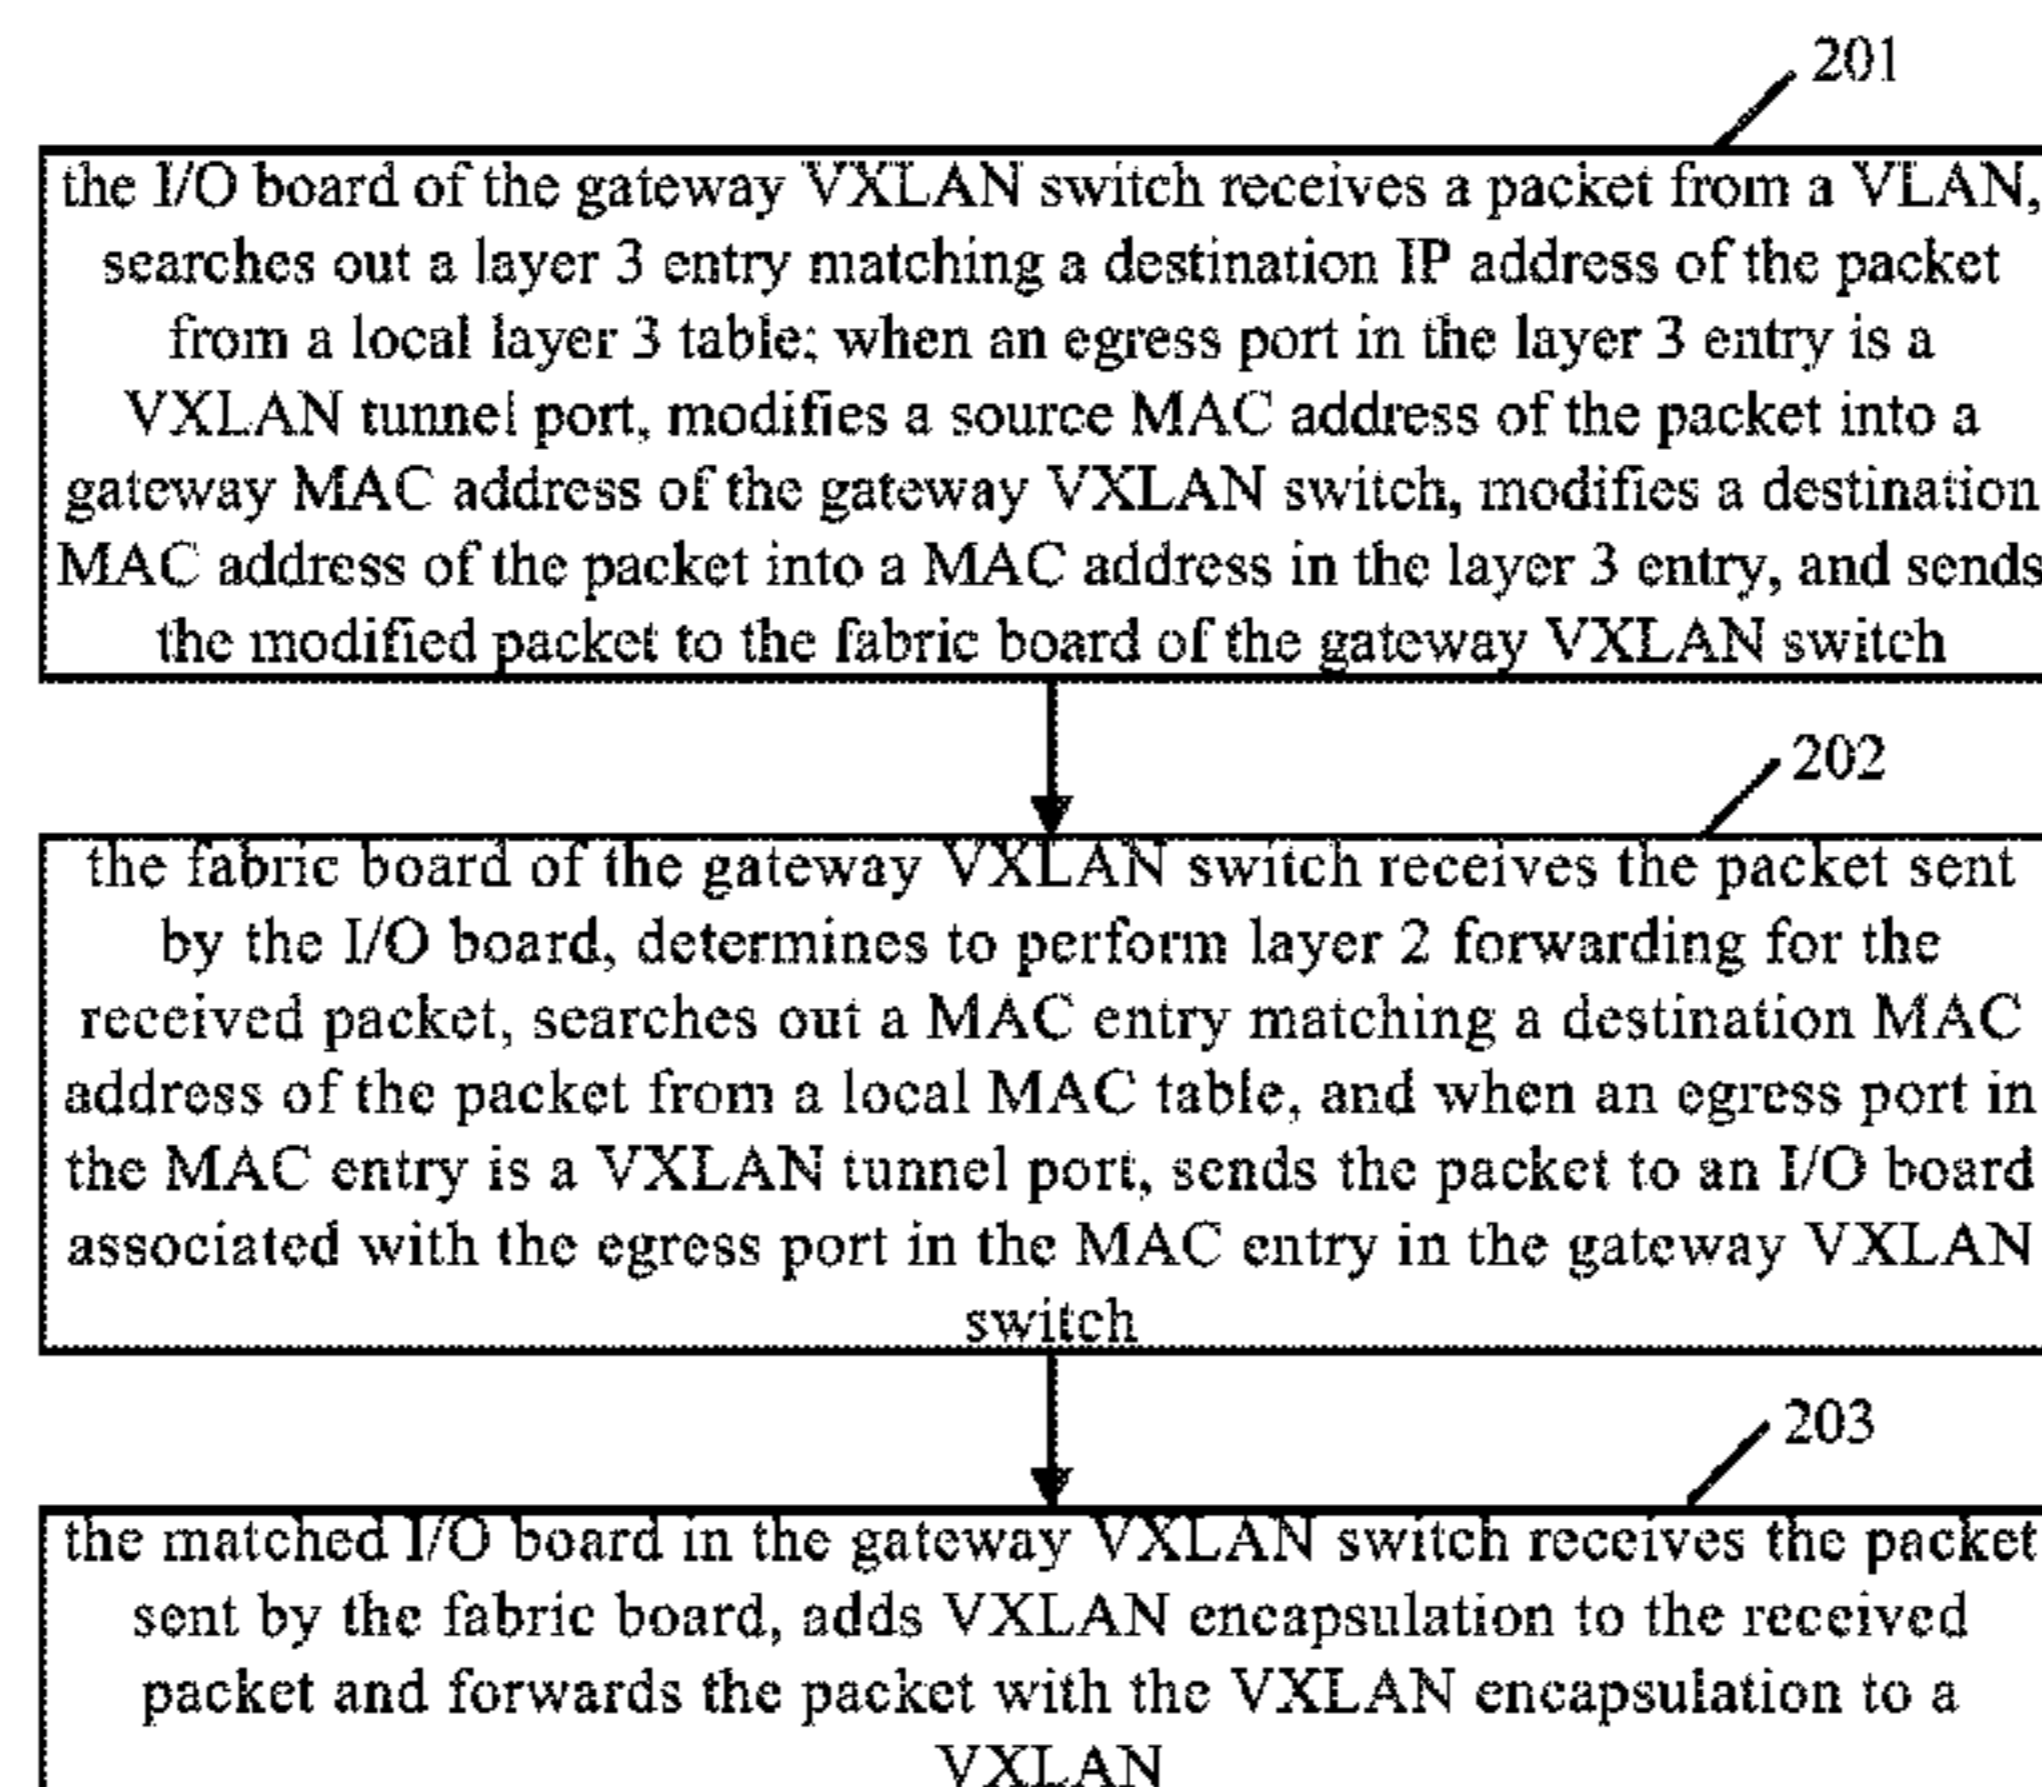 201
the I/O board of the gateway VXLAN switch receives a packet from a VLAN,
searches out a layer 3 entry matching a destination IP address of the packet
from a local layer 3 table; when an egress port in the layer 3 entry is a
VXLAN tunnel port, modifies a source MAC address of the packet into a
gateway MAC address of the gateway VXLAN switch, modifies a destination
MAC address of the packet into a MAC address in the layer 3 entry, and sends
the modified packet to the fabric board of the gateway VXLAN switch
202
the fabric board of the gateway VXLAN switch receives the packet sent
by the I/O board, determines to perform layer 2 forwarding for the
received packet, searches out a MAC entry matching a destination MAC
address of the packet from a local MAC table, and when an egress port in
the MAC entry is a VXLAN tunnel port, sends the packet to an I/O board
associated with the egress port in the MAC entry in the gateway VXLAN
switch
203
the matched I/O board in the gateway VXLAN switch receives the packet
sent by the fabric board, adds VXLAN encapsulation to the received
packet and forwards the packet with the VXLAN encapsulation to a
VXLAN